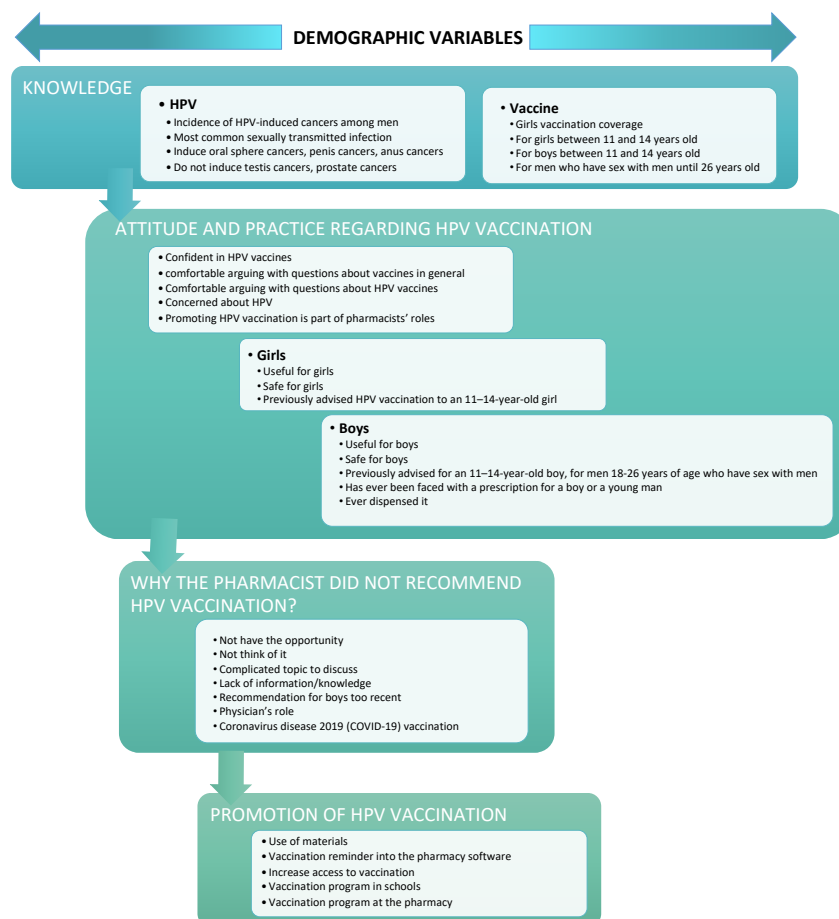 DEMOGRAPHIC VARIABLES
KNOWLEDGE
• HPV
• Incidence of HPV-induced cancers among men
• Most common sexually transmitted infection
• Induce oral sphere cancers, penis cancers, anus cancers
• Do not induce testis cancers, prostate cancers
• Vaccine
• Girls vaccination coverage
• For girls between 11 and 14 years old
• For boys between 11 and 14 years old
• For men who have sex with men until 26 years old
ATTITUDE AND PRACTICE REGARDING HPV VACCINATION
• Confident in HPV vaccines
• comfortable arguing with questions about vaccines in general
• Comfortable arguing with questions about HPV vaccines
• Concerned about HPV
• Promoting HPV vaccination is part of pharmacists’ roles
• Girls
• Useful for girls
• Safe for girls
• Previously advised HPV vaccination to an 11–14-year-old girl
• Boys
• Useful for boys
• Safe for boys
• Previously advised for an 11–14-year-old boy, for men 18-26 years of age who have sex with men
• Has ever been faced with a prescription for a boy or a young man
• Ever dispensed it
WHY THE PHARMACIST DID NOT RECOMMEND
HPV VACCINATION?
• Not have the opportunity
• Not think of it
• Complicated topic to discuss
• Lack of information/knowledge
• Recommendation for boys too recent
• Physician’s role
• Coronavirus disease 2019 (COVID-19) vaccination
PROMOTION OF HPV VACCINATION
• Use of materials
• Vaccination reminder into the pharmacy software
• Increase access to vaccination
• Vaccination program in schools
• Vaccination program at the pharmacy